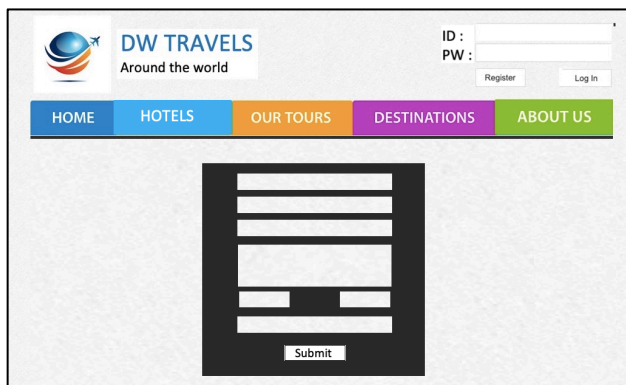 DW TRAVELS
Around the world
ID :
PW :
Register Log In
HOME HOTELS OUR TOURS DESTINATIONS ABOUT US
Submit